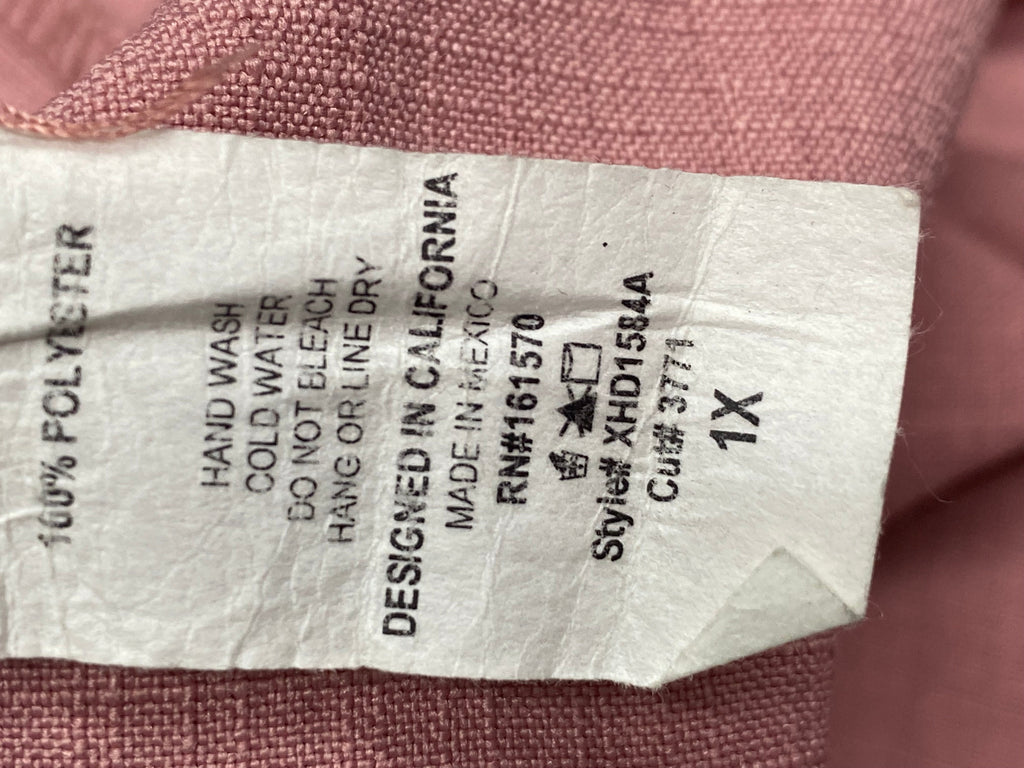 100% POLYESTER
HAND WASH
COLD WATER
DO NOT BLEACH
HANG OR LINE DRY
DESIGNED IN CALIFORNIA
MADE IN MEXICO
RN#161570
Style# XHD1584A
Cut# 3771
1X